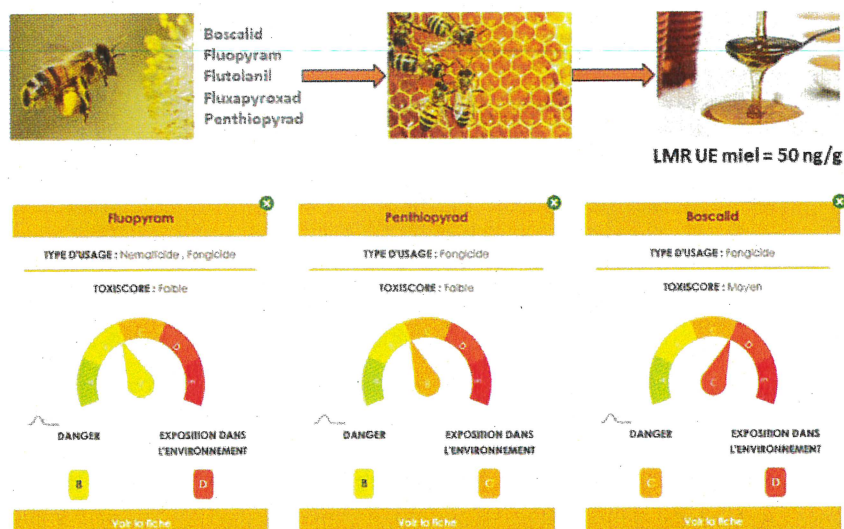 Boscalid
Fluopyram
Flutolanil
Fluxapyroxad
Penthiopyrad
LMR UE miel = 50 ng/g
Fluopyram
TYPE D'USAGE : Nematicide , Fongicide
TOXISCORE : Faible
C
D
DANGER
EXPOSITION DANS
L'ENVIRONNEMENT
B
D
Voir la fiche
Penthiopyrad
TYPE D'USAGE : Fongicide
TOXISCORE : Faible
C
D
B
DANGER
EXPOSITION DANS
L'ENVIRONNEMENT
B
C
Voir la fiche
Boscalid
TYPE D'USAGE : Fongicide
TOXISCORE : Moyen
C
D
C
DANGER
EXPOSITION DANS
L'ENVIRONNEMENT
C
D
Voir la fiche